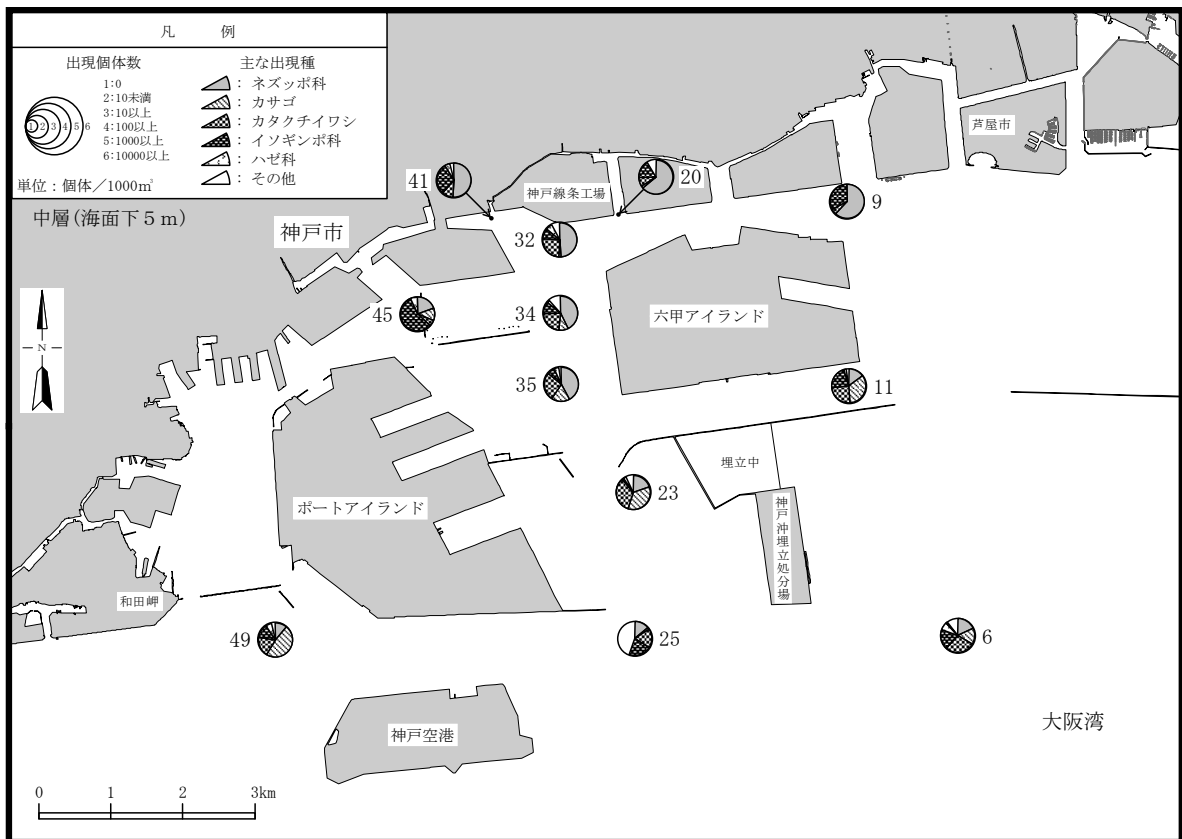 凡　　例
出現個体数
1:0
2:10未満
3:10以上
4:100以上
5:1000以上
6:10000以上
1 2 3 4 5 6
単位：個体／1000㎥
主な出現種
：ネズッポ科
：カサゴ
：カタクチイワシ
：イソギンポ科
：ハゼ科
：その他
中層(海面下５ｍ)
神戸市
芦屋市
神戸線条工場
41
20
9
32
45
34
35
11
六甲アイランド
N
埋立中
23
神戸沖埋立処分場
ポートアイランド
和田岬
49
25
6
神戸空港
大阪湾
0 1 2 3km